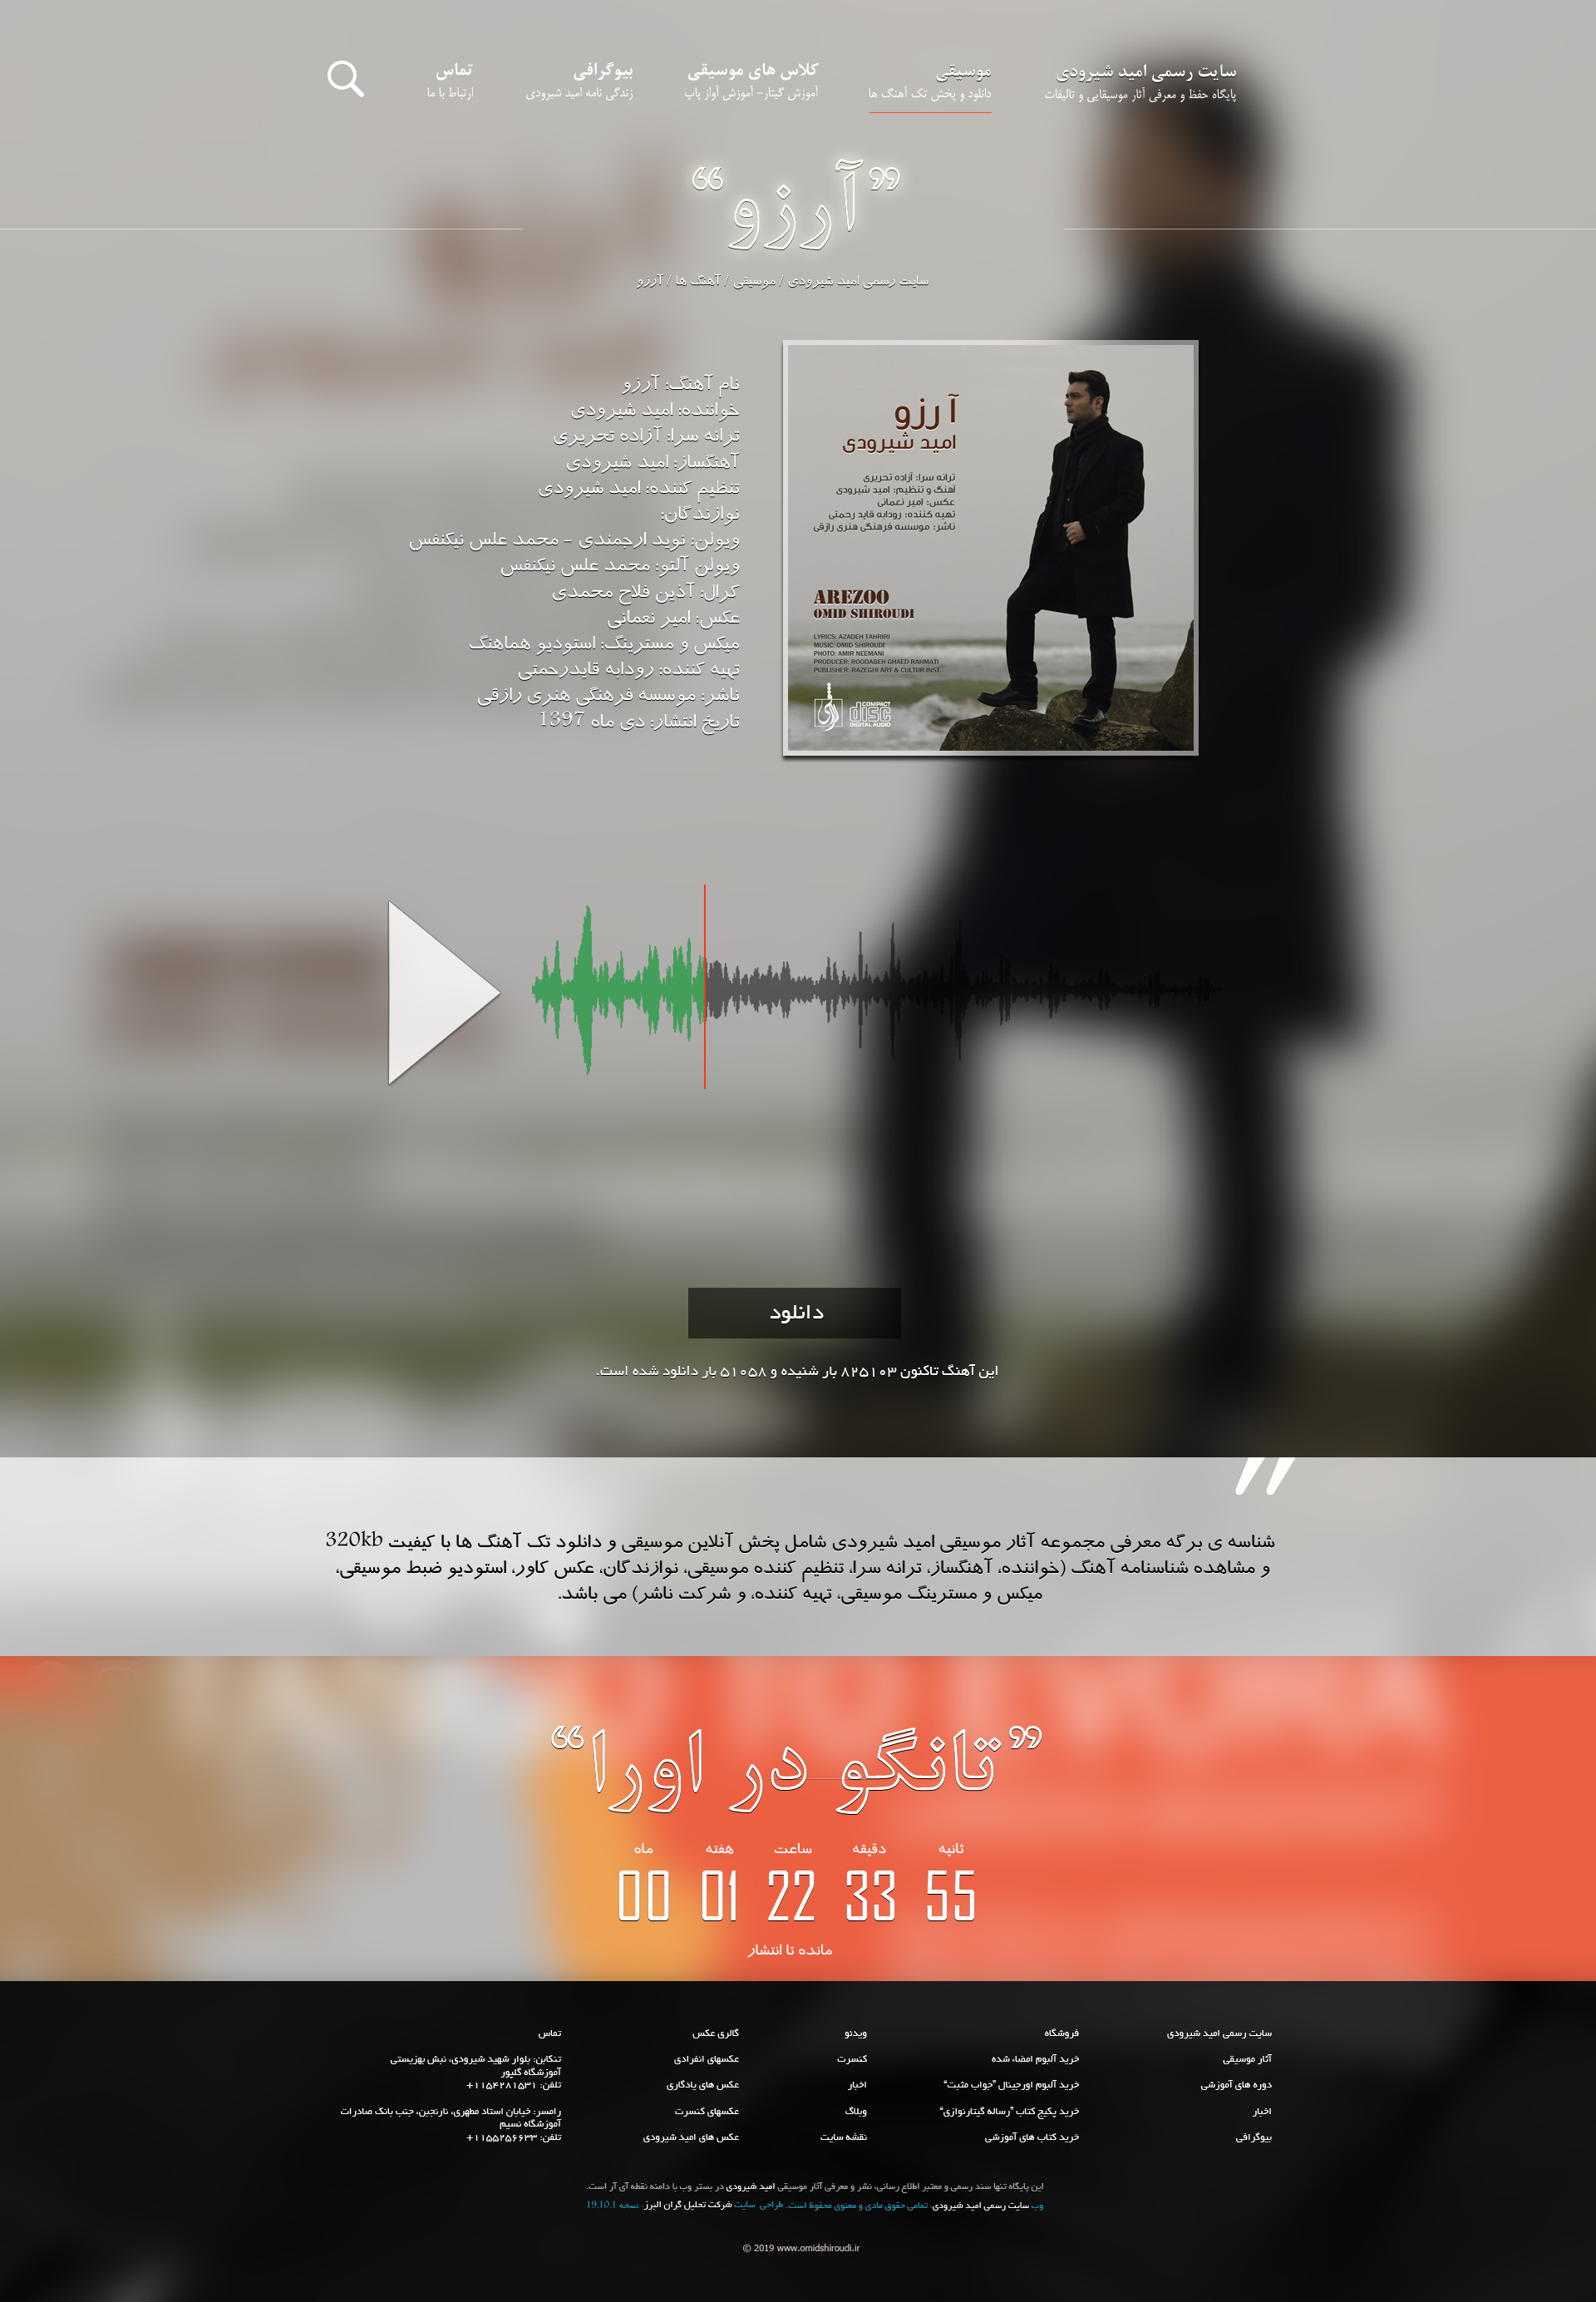 سایت رسمی امید شیرودی
پایگاه حفظ و معرفی آثار موسیقایی و تالیفات
موسیقی
دانلود و پخش تک آهنگ ها
کلاس های موسیقی
آموزش گیتار- آموزش آواز پاپ
بیوگرافی
زندگی نامه امید شیرودی
تماس
ارتباط با ما
”آرزو“
سایت رسمی امید شیرودی / موسیقی / آهنگ ها / آرزو
آرزو
امید شیرودی
ترانه سرا: آزاده تحریری
آهنگ و تنظیم: امید شیرودی
عکس: امیر نعمانی
تهیه کننده: رودابه قاید رحمتی
ناشر: موسسه فرهنگی هنری رازقی
AREZOO
OMID SHIROUDI
LYRICS: AZADEH TAHRIRI
MUSIC: OMID SHIROUDI
PHOTO: AMIR NEEMANI
PRODUCER: ROODABEH GHAED RAHMATI
PUBLISHER: RAZEGHI ART & CULTUR INST.
COMPACT
disc
DIGITAL AUDIO
نام آهنگ: آرزو
خواننده: امید شیرودی
ترانه سرا: آزاده تحریری
آهنگساز: امید شیرودی
تنظیم کننده: امید شیرودی
نوازندگان:
ویولن: نوید ارجمندی - محمد علس نیکنفس
ویولن آلتو: محمد علس نیکنفس
کرال: آذین فلاح محمدی
عکس: امیر نعمانی
میکس و مسترینگ: استودیو هماهنگ
تهیه کننده: رودابه قایدرحمتی
ناشر: موسسه فرهنگی هنری رازقی
تاریخ انتشار: دی ماه 1397
دانلود
این آهنگ تاکنون ۸۲۵۱۰۳ بار شنیده و ۵۱۰۵۸ بار دانلود شده است.
”
شناسه ی برگه معرفی مجموعه آثار موسیقی امید شیرودی شامل پخش آنلاین موسیقی و دانلود تک آهنگ ها با کیفیت 320kb
و مشاهده شناسنامه آهنگ (خواننده، آهنگساز، ترانه سرا، تنظیم کننده موسیقی، نوازندگان، عکس کاور، استودیو ضبط موسیقی،
میکس و مسترینگ موسیقی، تهیه کننده، و شرکت ناشر) می باشد.
”تانگو در اورا“
ثانیه دقیقه ساعت هفته ماه
55 33 22 01 00
مانده تا انتشار
سایت رسمی امید شیرودی
آثار موسیقی
دوره های آموزشی
اخبار
بیوگرافی
فروشگاه
خرید آلبوم امضاء شده
خرید آلبوم اورجینال ”جواب مثبت“
خرید پکیج کتاب ”رساله گیتارنوازی“
خرید کتاب های آموزشی
ویدئو
کنسرت
اخبار
وبلاگ
نقشه سایت
گالری عکس
عکسهای انفرادی
عکس های یادگاری
عکسهای کنسرت
عکس های امید شیرودی
تماس
تنکابن: بلوار شهید شیرودی، نبش بهزیستی
آموزشگاه گلپور
تلفن: ۱۱۵۴۲۸۱۵۳۱+
رامسر: خیابان استاد مطهری، نارنجبن، جنب بانک صادرات
آموزشگاه نسیم
تلفن: ۱۱۵۵۲۵۶۶۳۳+
این پایگاه تنها سند رسمی و معتبر اطلاع رسانی، نشر و معرفی آثار موسیقی امید شیرودی در بستر وب با دامنه نقطه آی آر است.
وب سایت رسمی امید شیرودی، تمامی حقوق مادی و معنوی محفوظ است. طراحی سایت شرکت تحلیل گران البرز، نسخه 19.10.1
© 2019 www.omidshiroudi.ir